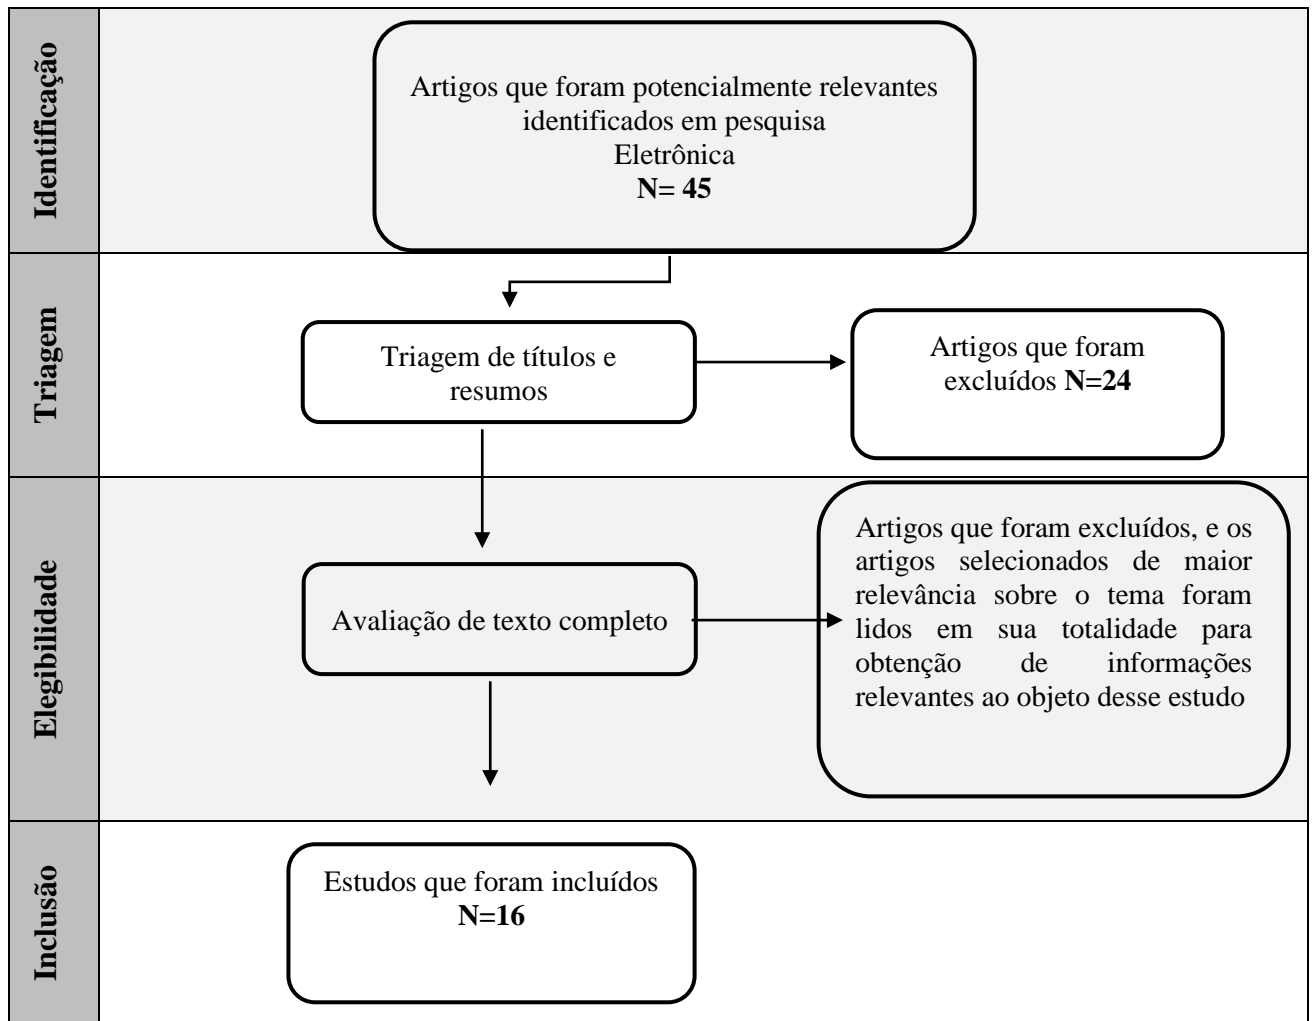 Identificação
Artigos que foram potencialmente relevantes
identificados em pesquisa
Eletrônica
N= 45
Triagem
Triagem de títulos e
resumos
Artigos que foram
excluídos N=24
Elegibilidade
Avaliação de texto completo
Artigos que foram excluídos, e os
artigos selecionados de maior
relevância sobre o tema foram
lidos em sua totalidade para
obtenção de informações
relevantes ao objeto desse estudo
Inclusão
Estudos que foram incluídos
N=16